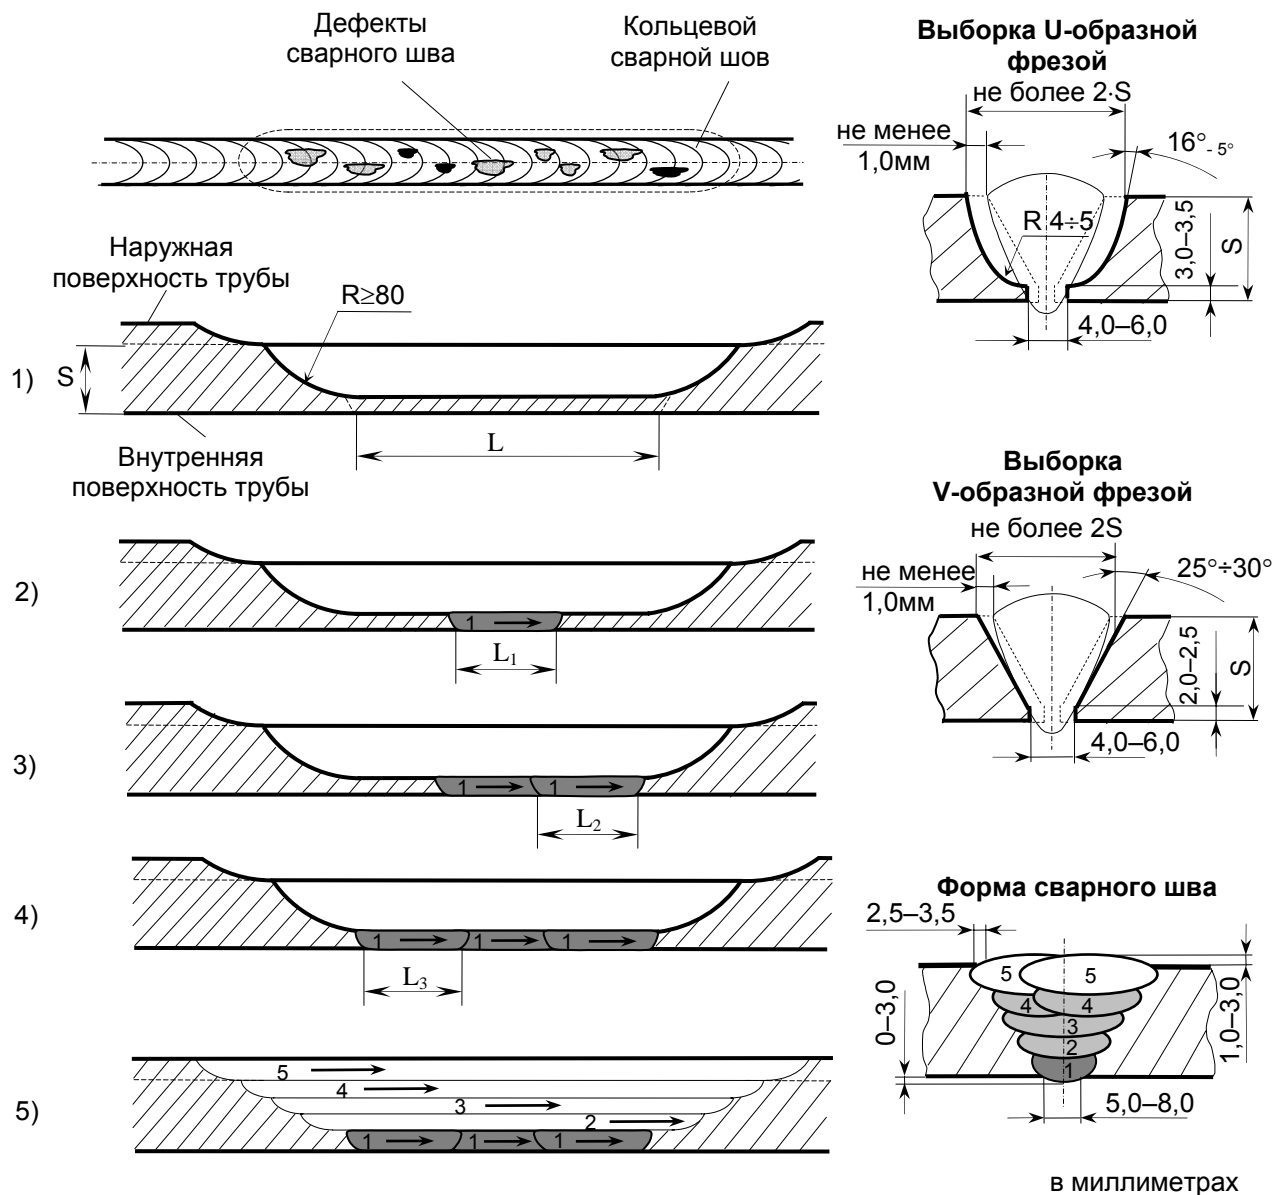 Дефекты
сварного шва
Кольцевой
сварной шов
Наружная
поверхность трубы
R≥80
1)
S
L
Внутренняя
поверхность трубы
2)
1
L1
3)
1
1
L2
4)
1
1
1
L3
5)
5
4
3
2
1
1
1
Выборка U-образной
фрезой
не более 2·S
не менее
1,0мм
16°- 5°
R 4÷5
3,0–3,5
S
4,0–6,0
Выборка
V-образной фрезой
не более 2S
не менее
1,0мм
25°÷30°
2,0–2,5
S
4,0–6,0
Форма сварного шва
2,5–3,5
5
5
4
4
3
2
1
0–3,0
1,0–3,0
5,0–8,0
в миллиметрах